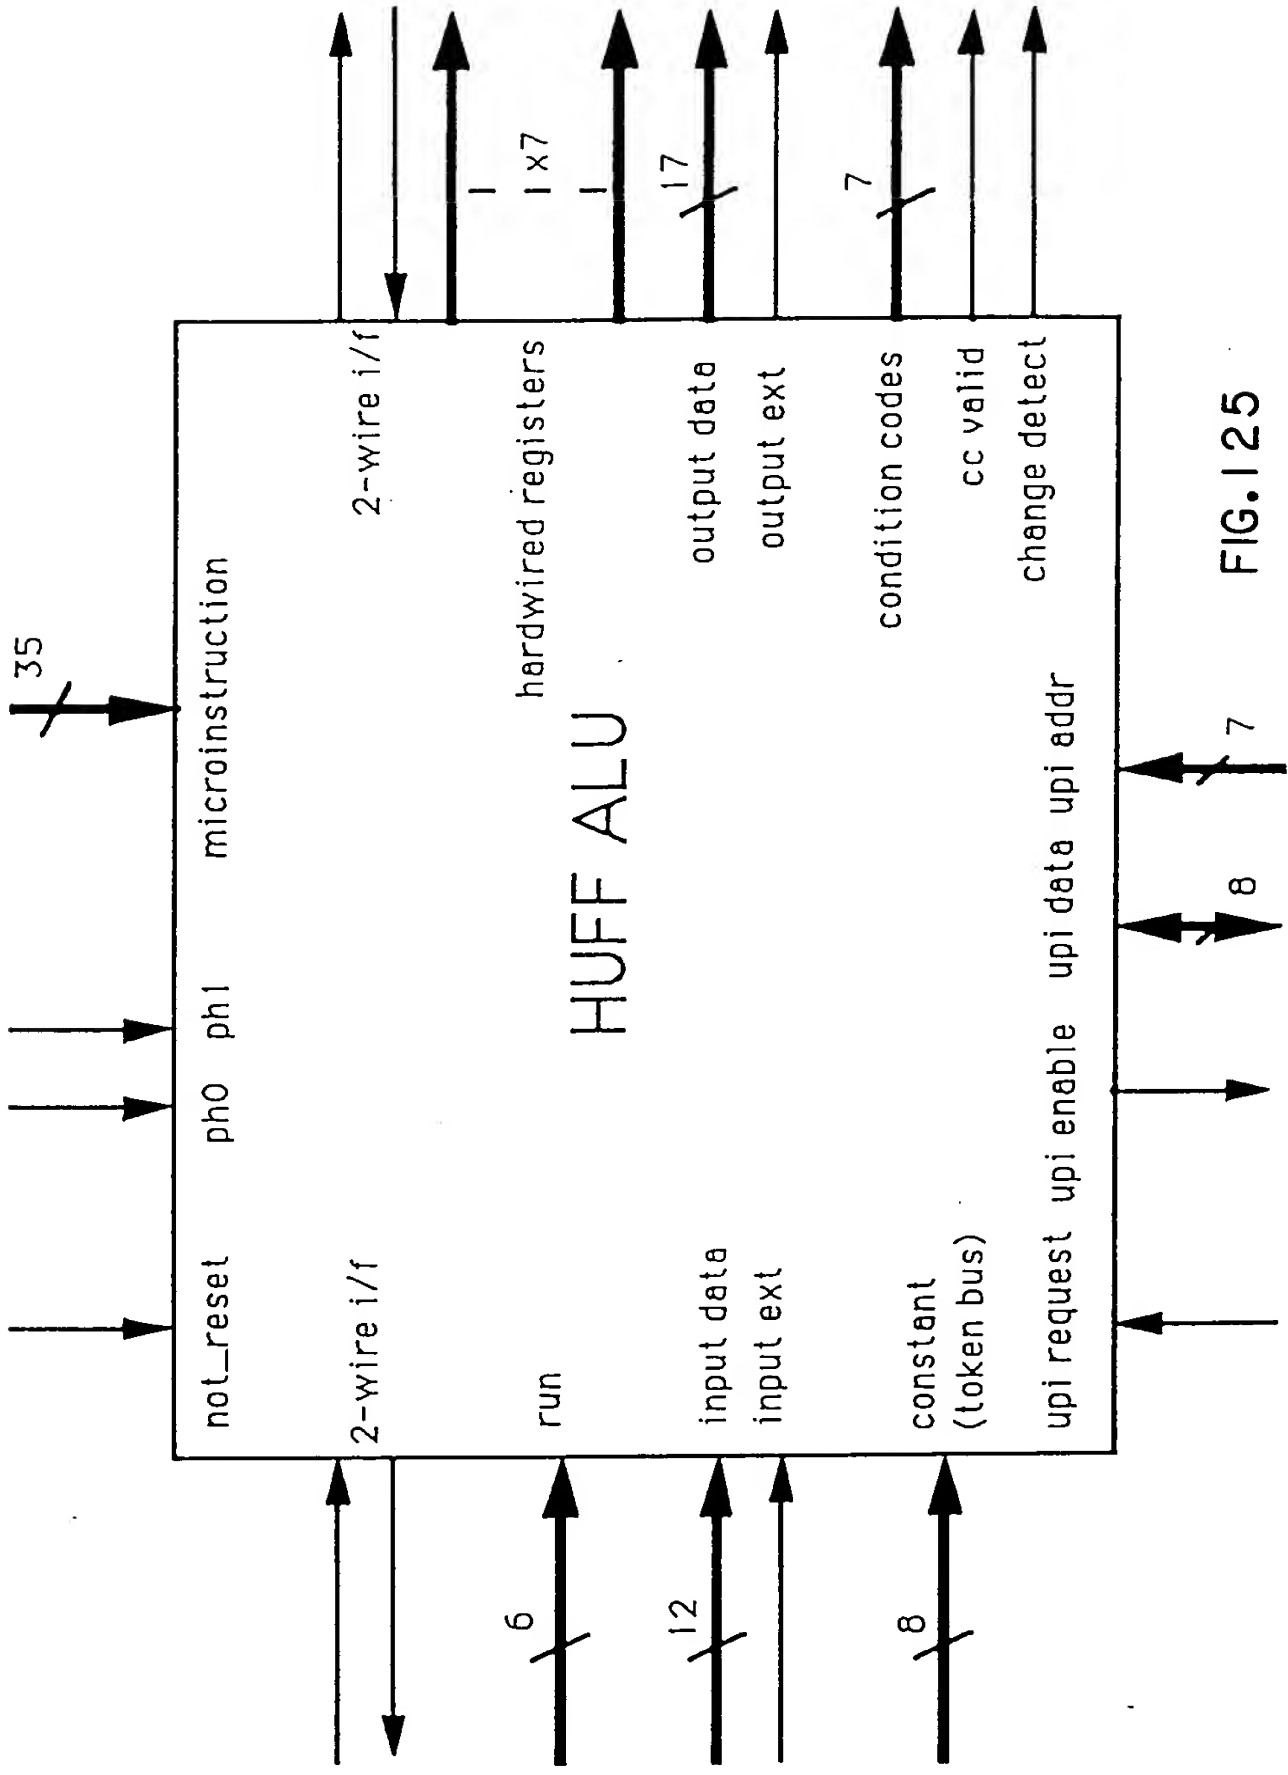 35
not_reset
ph0
ph1
microinstruction
2-wire i/f
2-wire i/f
1x7
6
run
HUFF ALU
hardwired registers
12
input data
input ext
output data
17
output ext
8
constant
(token bus)
condition codes
7
cc valid
change detect
upi request
upi enable
upi data
upi addr
8
7
FIG.125